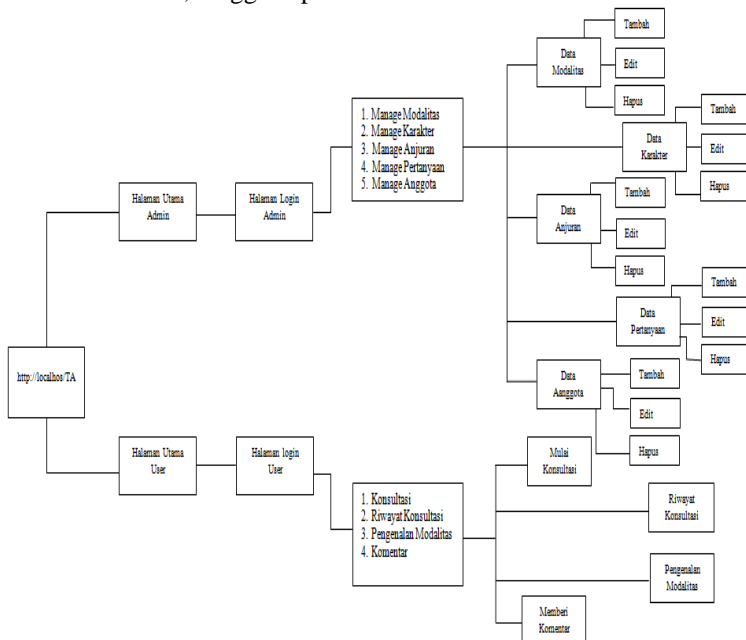 Tambah
Data
Modalitas
Edit
Hapus
1. Manage Modalitas
2. Manage Karakter
3. Manage Anjuran
4. Manage Pertanyaan
5. Manage Anggota
Tambah
Data
Karakter
Edit
Hapus
Halaman Utama
Admin
Halaman Login
Admin
Tambah
Data
Anjuran
Edit
Hapus
Tambah
Data
Pertanyaan
Edit
Hapus
http://localhos/TA
Data
Aanggota
Tambah
Edit
Hapus
Halaman Utama
User
Halaman login
User
Mulai
Konsultasi
1. Konsultasi
2. Riwayat Konsultasi
3. Pengenalan Modalitas
4. Komentar
Riwayat
Konsultasi
Pengenalan
Modalitas
Memberi
Komentar